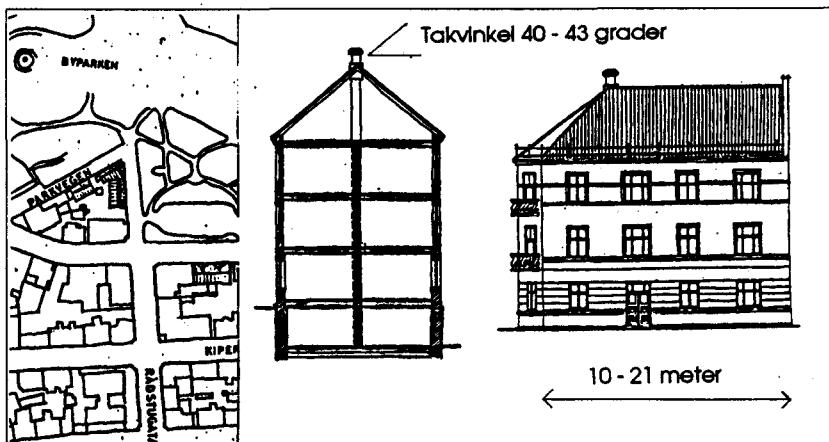 Takvinkel 40 - 43 grader
BYPARKEN
PARKVEGEN
KIPER
RÅDSTUGATA
10 - 21 meter